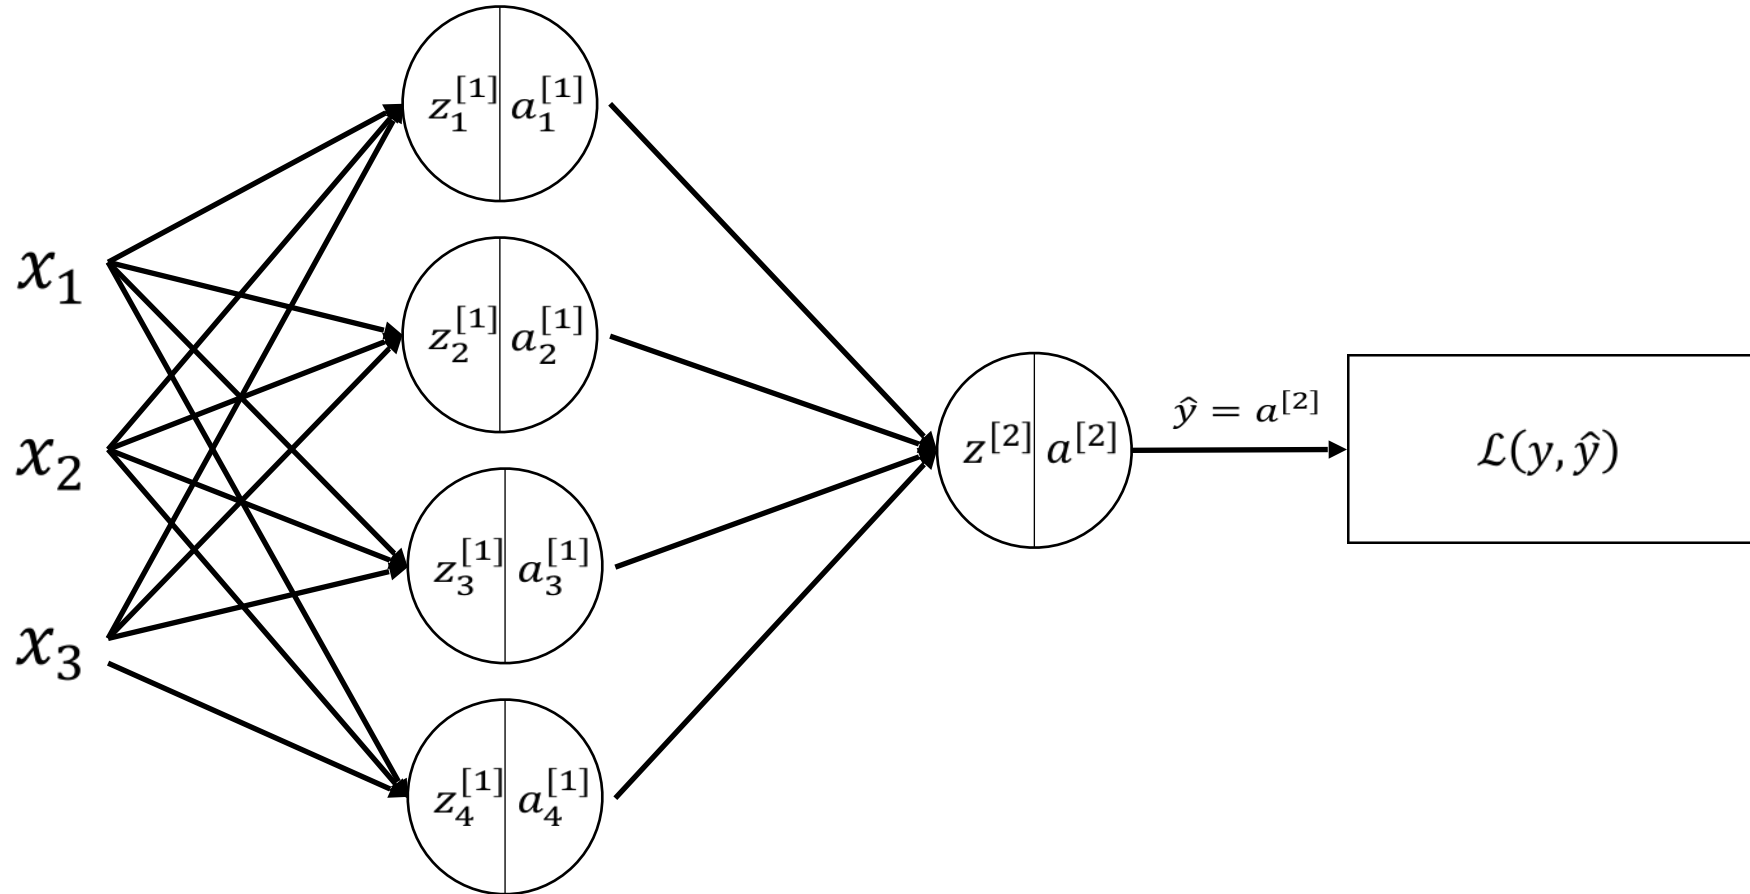 x₁
x₂
x₃
z₁^[1] a₁^[1]
z₂^[1] a₂^[1]
z₃^[1] a₃^[1]
z₄^[1] a₄^[1]
z^[2] a^[2]
ŷ = a^[2]
ℒ(y, ŷ)